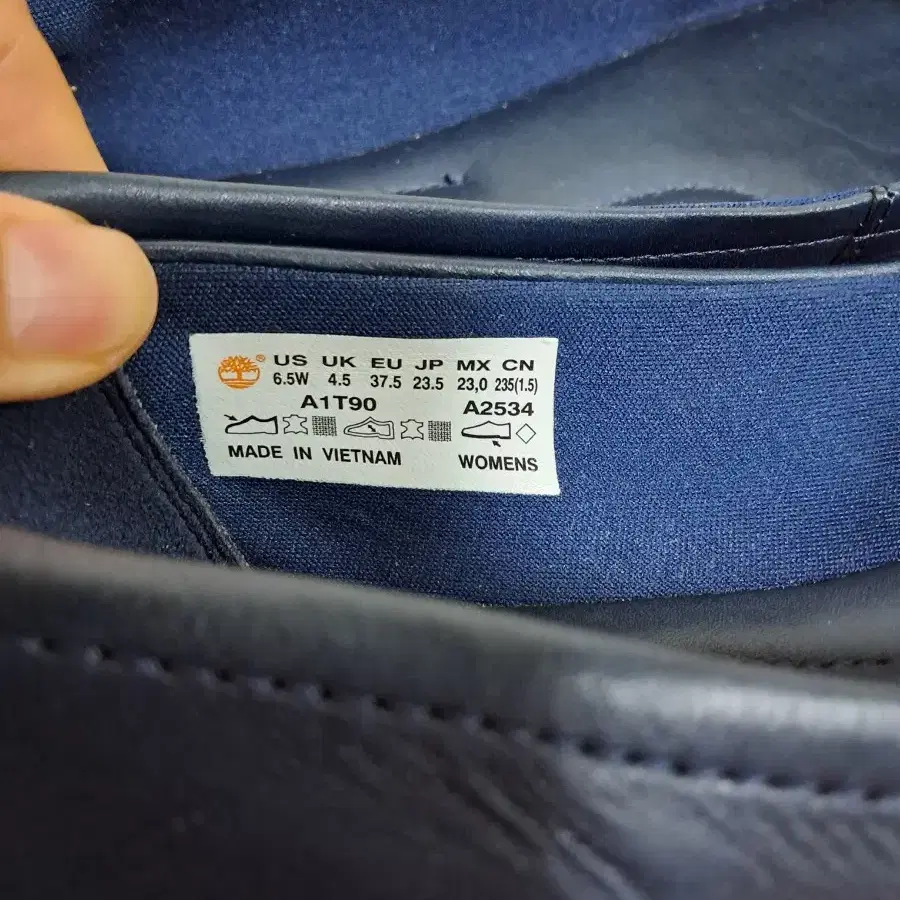 ® US UK EU JP MX CN
6.5W 4.5 37.5 23.5 23,0 235(1.5)
A1T90 A2534
MADE IN VIETNAM WOMENS